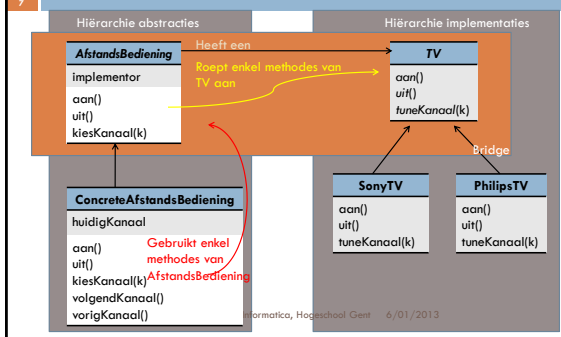 9
Hiërarchie abstracties
Hiërarchie implementaties
AfstandsBediening
implementor
aan()
uit()
kiesKanaal(k)
Heeft een
Roept enkel methodes van
TV aan
TV
aan()
uit()
tuneKanaal(k)
Bridge
ConcreteAfstandsBediening
huidigKanaal
aan()
uit()
kiesKanaal(k)
volgendKanaal()
vorigKanaal()
Gebruikt enkel
methodes van
AfstandsBediening
SonyTV
aan()
uit()
tuneKanaal(k)
PhilipsTV
aan()
uit()
tuneKanaal(k)
informatica, Hogeschool Gent 6/01/2013